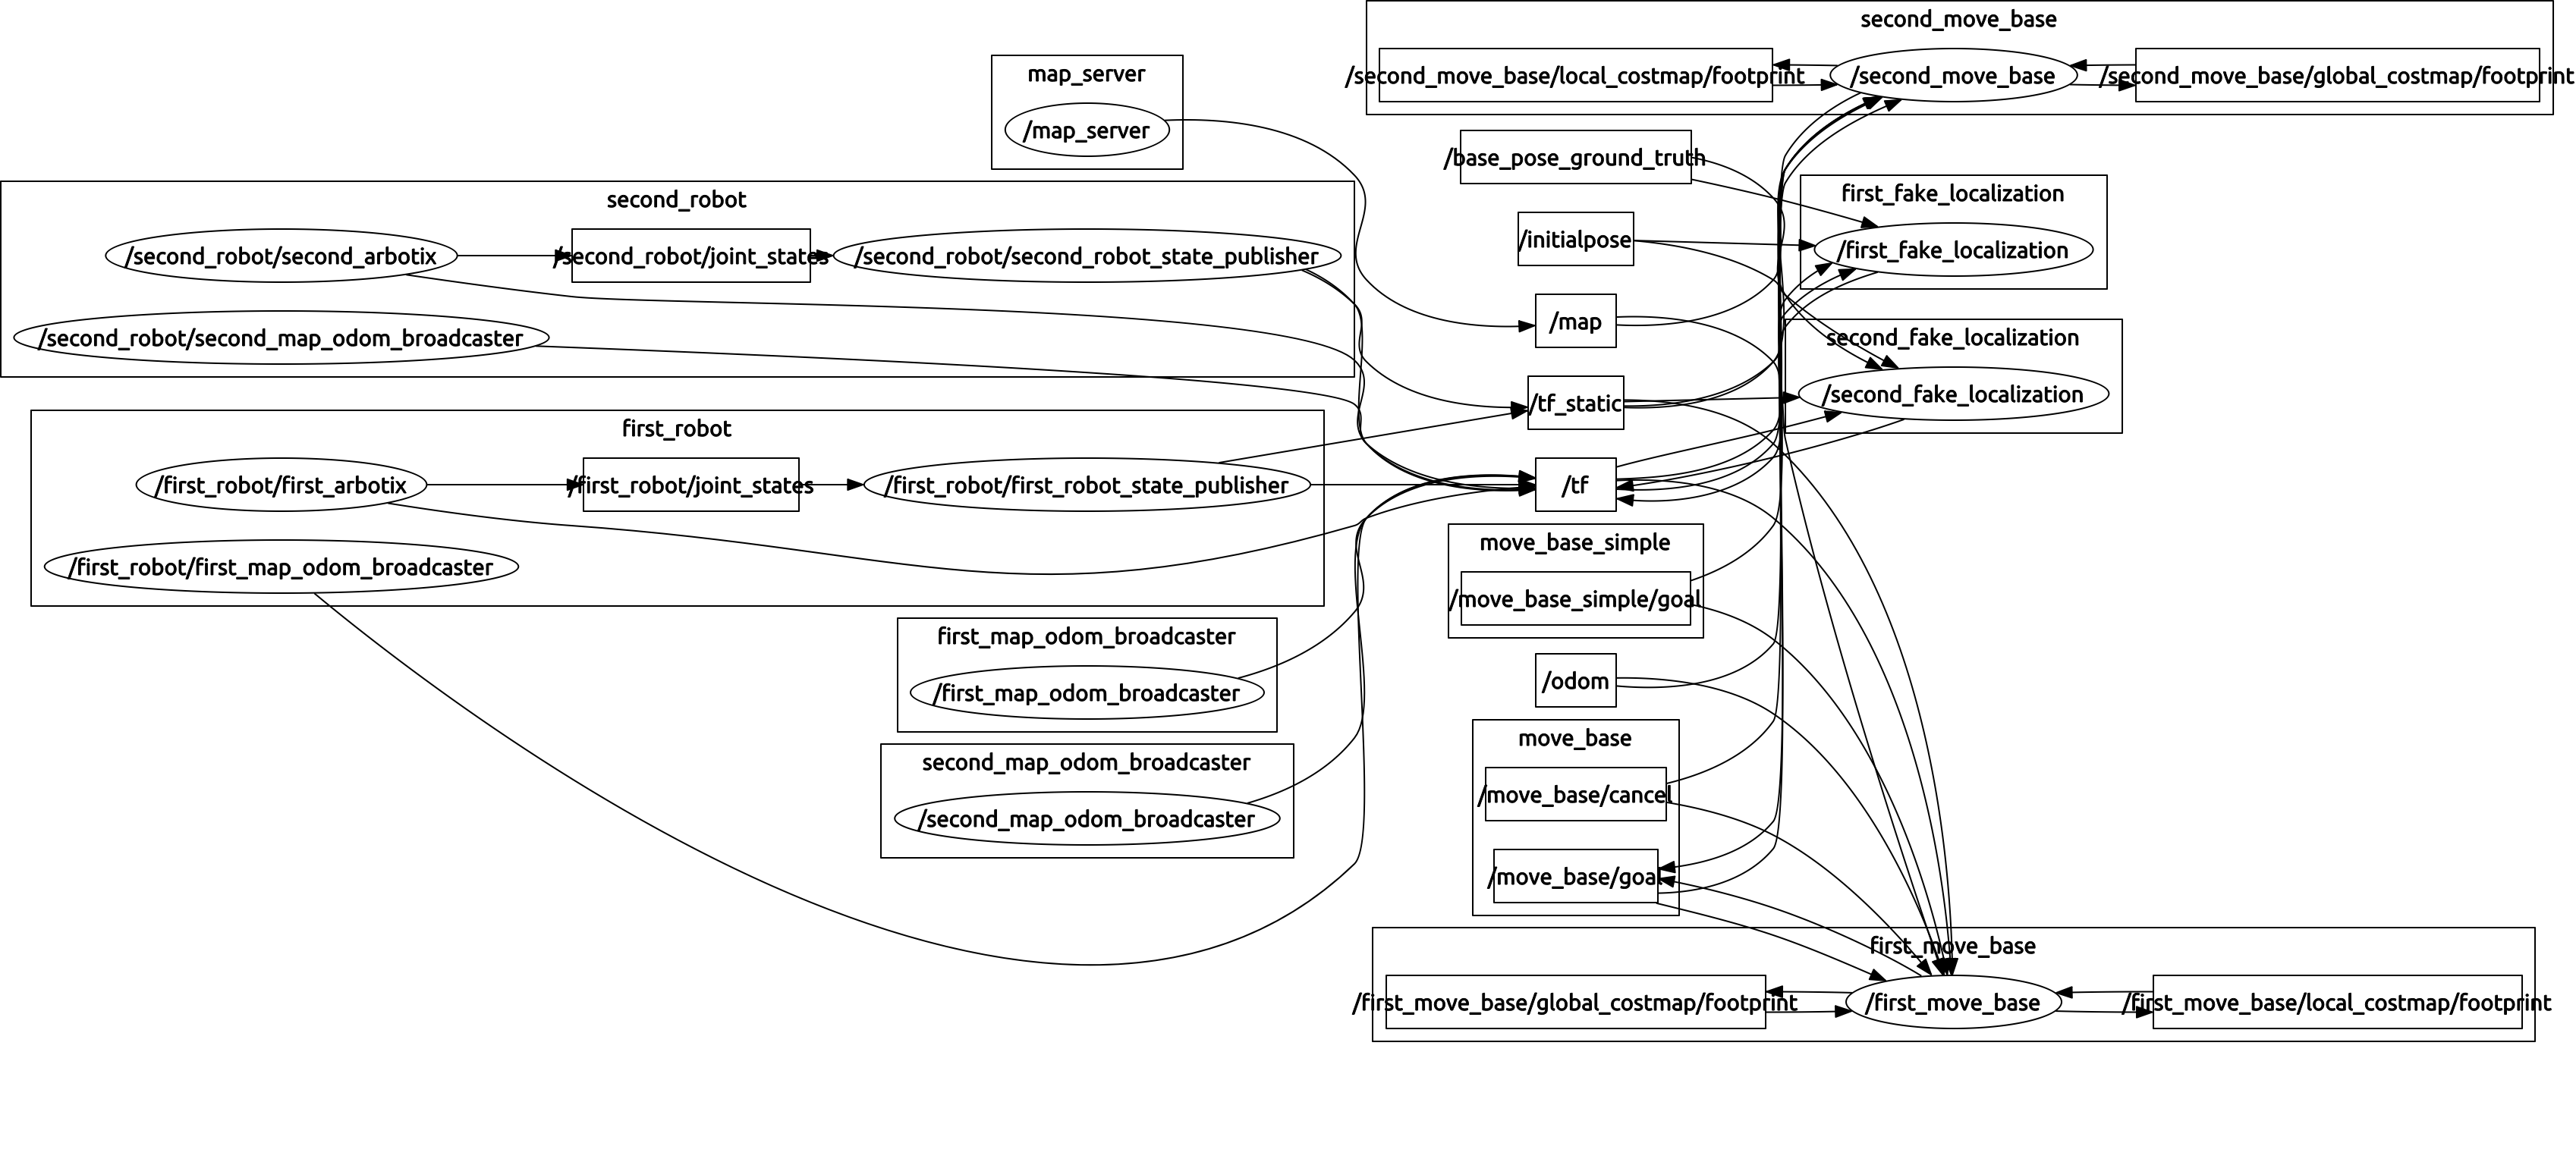 second_move_base
/second_move_base/local_costmap/footprint
/second_move_base
/second_move_base/global_costmap/footprint
map_server
/map_server
/base_pose_ground_truth
second_robot
/second_robot/second_arbotix
/second_robot/joint_states
/second_robot/second_robot_state_publisher
/second_robot/second_map_odom_broadcaster
first_fake_localization
/first_fake_localization
/initialpose
/map
second_fake_localization
/second_fake_localization
/tf_static
first_robot
/first_robot/first_arbotix
/first_robot/joint_states
/first_robot/first_robot_state_publisher
/first_robot/first_map_odom_broadcaster
/tf
move_base_simple
/move_base_simple/goal
first_map_odom_broadcaster
/first_map_odom_broadcaster
/odom
second_map_odom_broadcaster
/second_map_odom_broadcaster
move_base
/move_base/cancel
/move_base/goal
first_move_base
/first_move_base/global_costmap/footprint
/first_move_base
/first_move_base/local_costmap/footprint